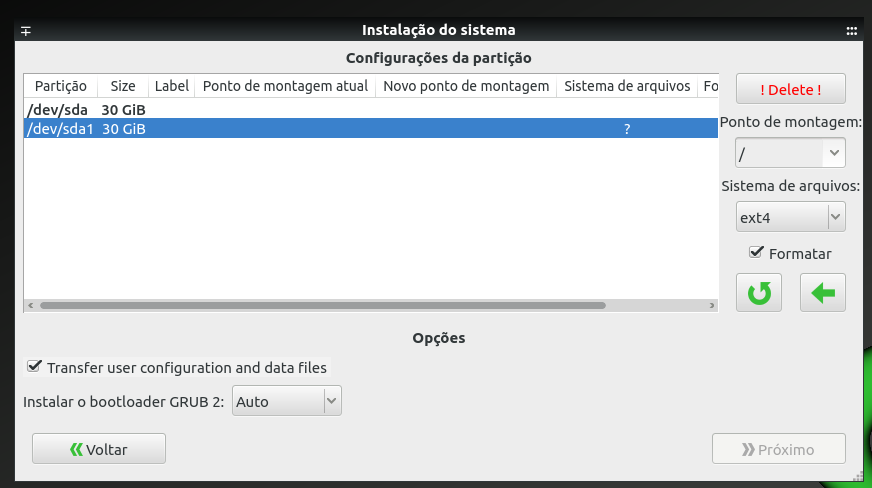 Instalação do sistema
Configurações da partição
Partição Size Label Ponto de montagem atual Novo ponto de montagem Sistema de arquivos Fo
/dev/sda 30 GiB
/dev/sda1 30 GiB ?
! Delete !
Ponto de montagem:
/
Sistema de arquivos:
ext4
Formatar
Opções
Transfer user configuration and data files
Instalar o bootloader GRUB 2: Auto
Voltar
Próximo